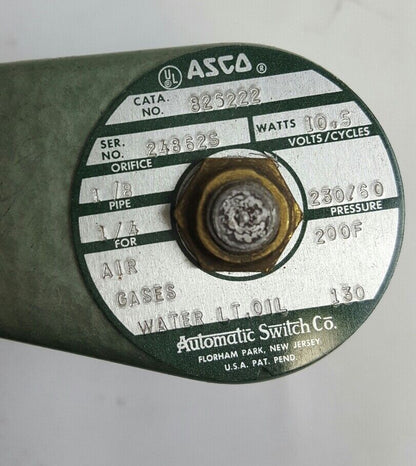 UL ASCO ®
CATA. NO. 825222
SER. NO. 24862S
WATTS 10.5
ORIFICE
VOLTS/CYCLES
1/8
230/60
PIPE
PRESSURE
1/4
200F
FOR
AIR
GASES
WATER LT.OIL 130
Automatic Switch Co.
FLORHAM PARK, NEW JERSEY
U.S.A. PAT. PEND.